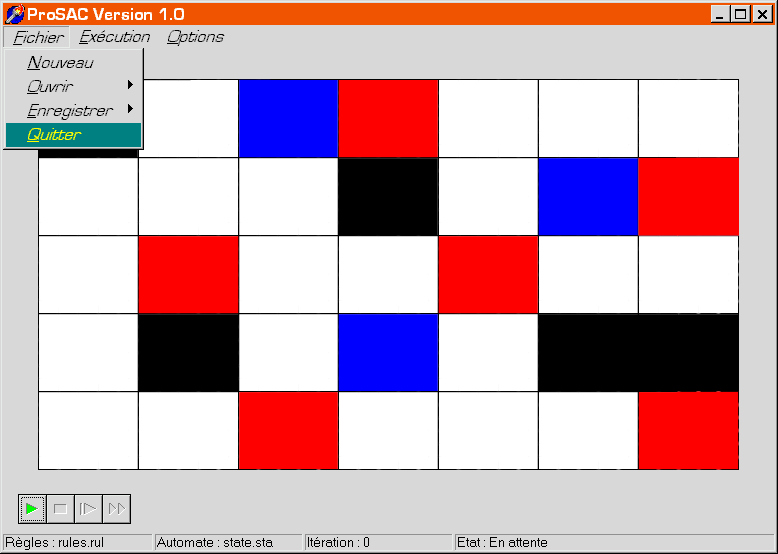 ProSAC Version 1.0
Fichier Exécution Options
Nouveau
Ouvrir
Enregistrer
Quitter
Règles : rules.rul Automate : state.sta Itération : 0 Etat : En attente